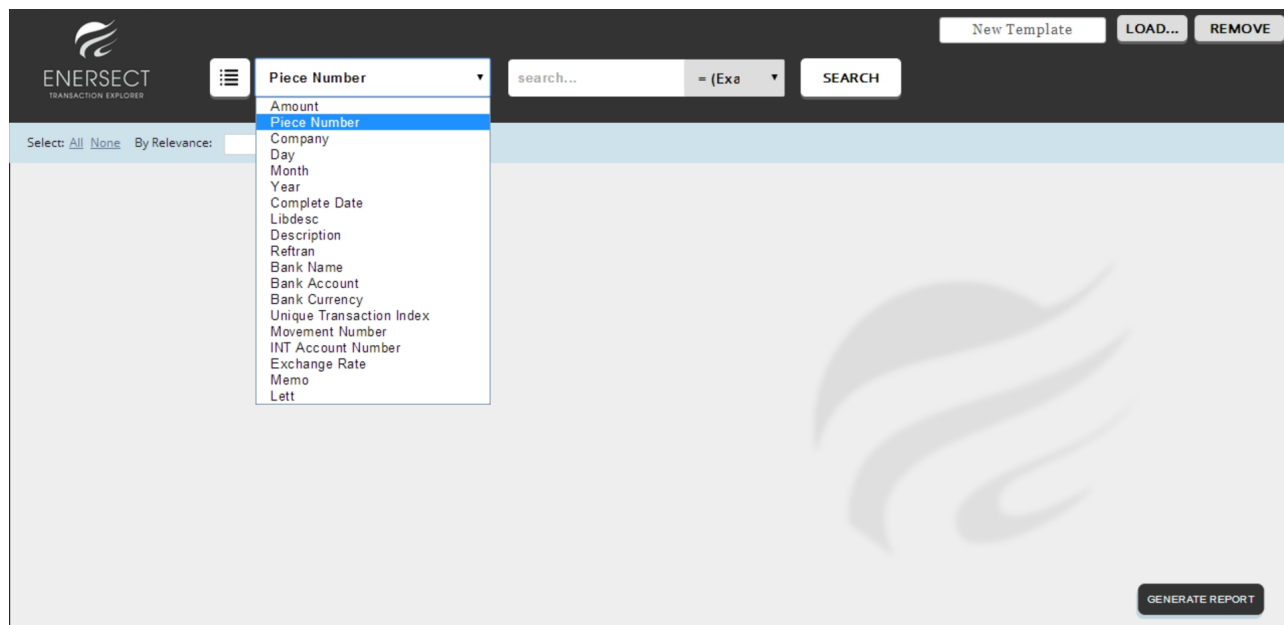 New Template
LOAD...
REMOVE
ENERSECT
TRANSACTION EXPLORER
Piece Number
search...
= (Exa
SEARCH
Select: All None By Relevance:
Amount
Piece Number
Company
Day
Month
Year
Complete Date
Libdesc
Description
Reftran
Bank Name
Bank Account
Bank Currency
Unique Transaction Index
Movement Number
INT Account Number
Exchange Rate
Memo
Lett
GENERATE REPORT